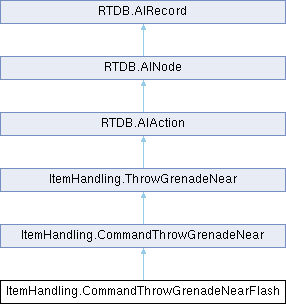 RTDB.AIRecord
RTDB.AINode
RTDB.AIAction
ItemHandling.ThrowGrenadeNear
ItemHandling.CommandThrowGrenadeNear
ItemHandling.CommandThrowGrenadeNearFlash